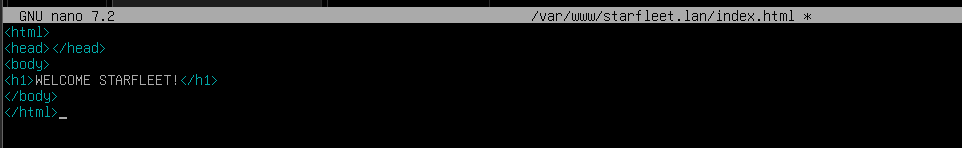 GNU nano 7.2 /var/www/starfleet.lan/index.html *
<html>
<head></head>
<body>
<h1>WELCOME STARFLEET!</h1>
</body>
</html>